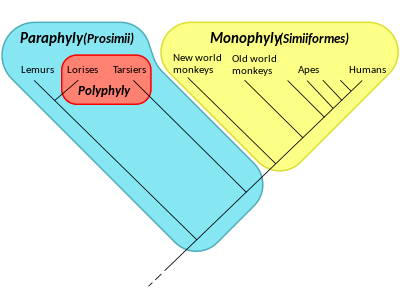 Paraphyly(Prosimii)
Monophyly(Simiiformes)
Lemurs
Lorises
Tarsiers
Polyphyly
New world
monkeys
Old world
monkeys
Apes
Humans